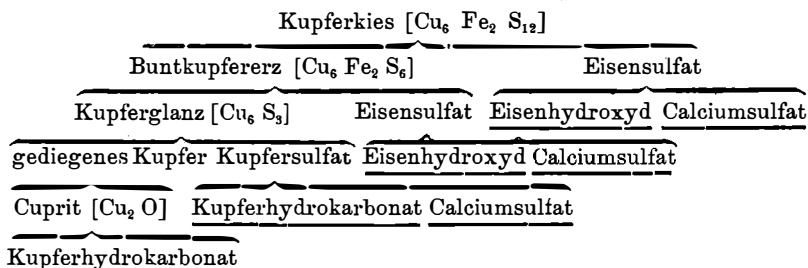 Kupferkies [Cu₆ Fe₂ S₁₂]
Buntkupfererz [Cu₆ Fe₂ S₆] Eisensulfat
Kupferglanz [Cu₆ S₃] Eisensulfat Eisenhydroxyd Calciumsulfat
gediegenes Kupfer Kupfersulfat Eisenhydroxyd Calciumsulfat
Cuprit [Cu₂ O] Kupferhydrokarbonat Calciumsulfat
Kupferhydrokarbonat